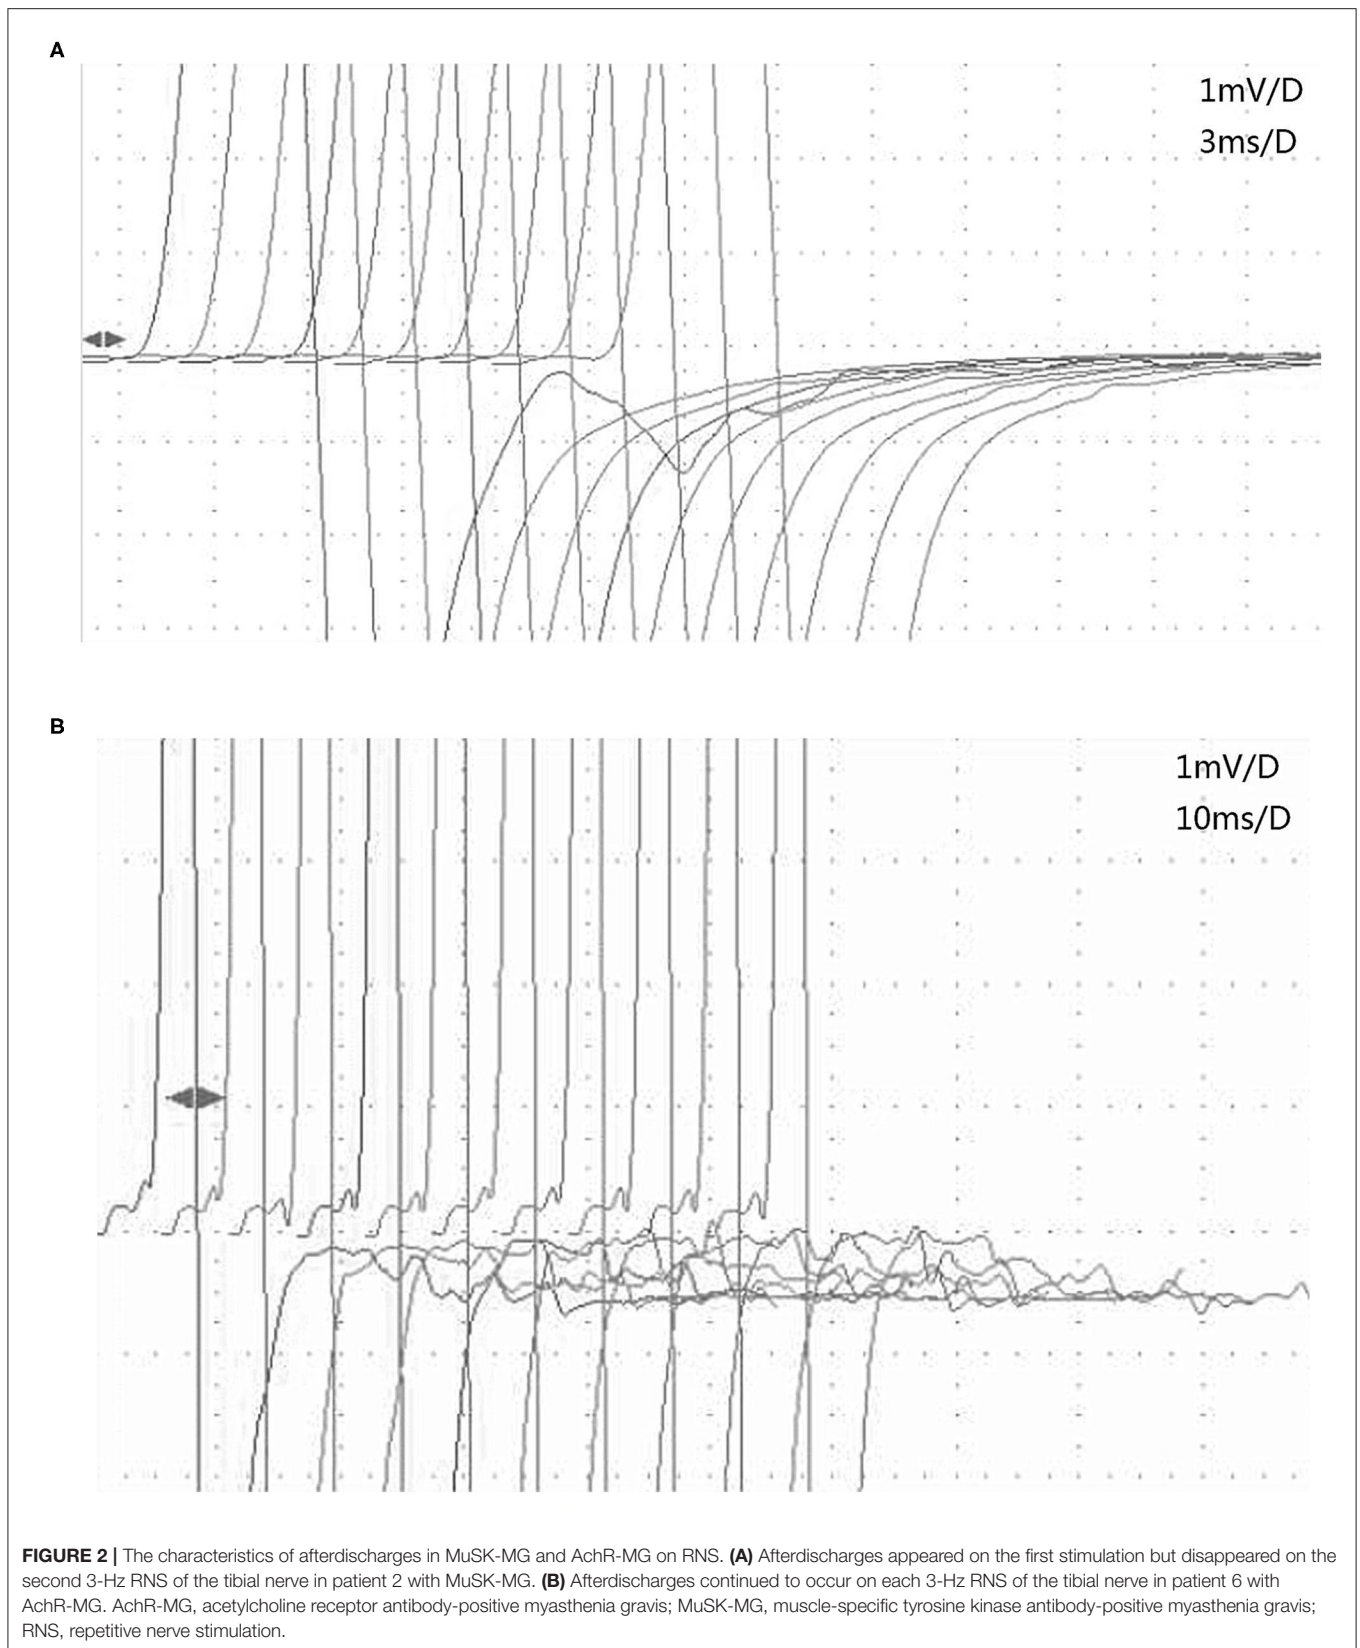 A
1mV/D
3ms/D
B
1mV/D
10ms/D
FIGURE 2 | The characteristics of afterdischarges in MuSK-MG and AchR-MG on RNS. (A) Afterdischarges appeared on the first stimulation but disappeared on the
second 3-Hz RNS of the tibial nerve in patient 2 with MuSK-MG. (B) Afterdischarges continued to occur on each 3-Hz RNS of the tibial nerve in patient 6 with
AchR-MG. AchR-MG, acetylcholine receptor antibody-positive myasthenia gravis; MuSK-MG, muscle-specific tyrosine kinase antibody-positive myasthenia gravis;
RNS, repetitive nerve stimulation.